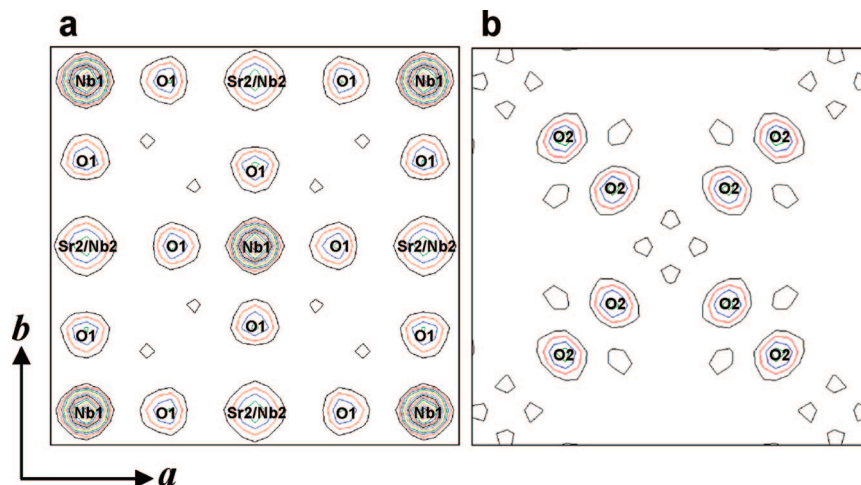 a
b
Nb1 O1 Sr2/Nb2 O1 Nb1
O1 O1 O1
Sr2/Nb2 O1 Nb1 O1 Sr2/Nb2
O1 O1 O1
Nb1 O1 Sr2/Nb2 O1 Nb1
O2 O2
O2 O2
O2 O2
O2 O2
b
a